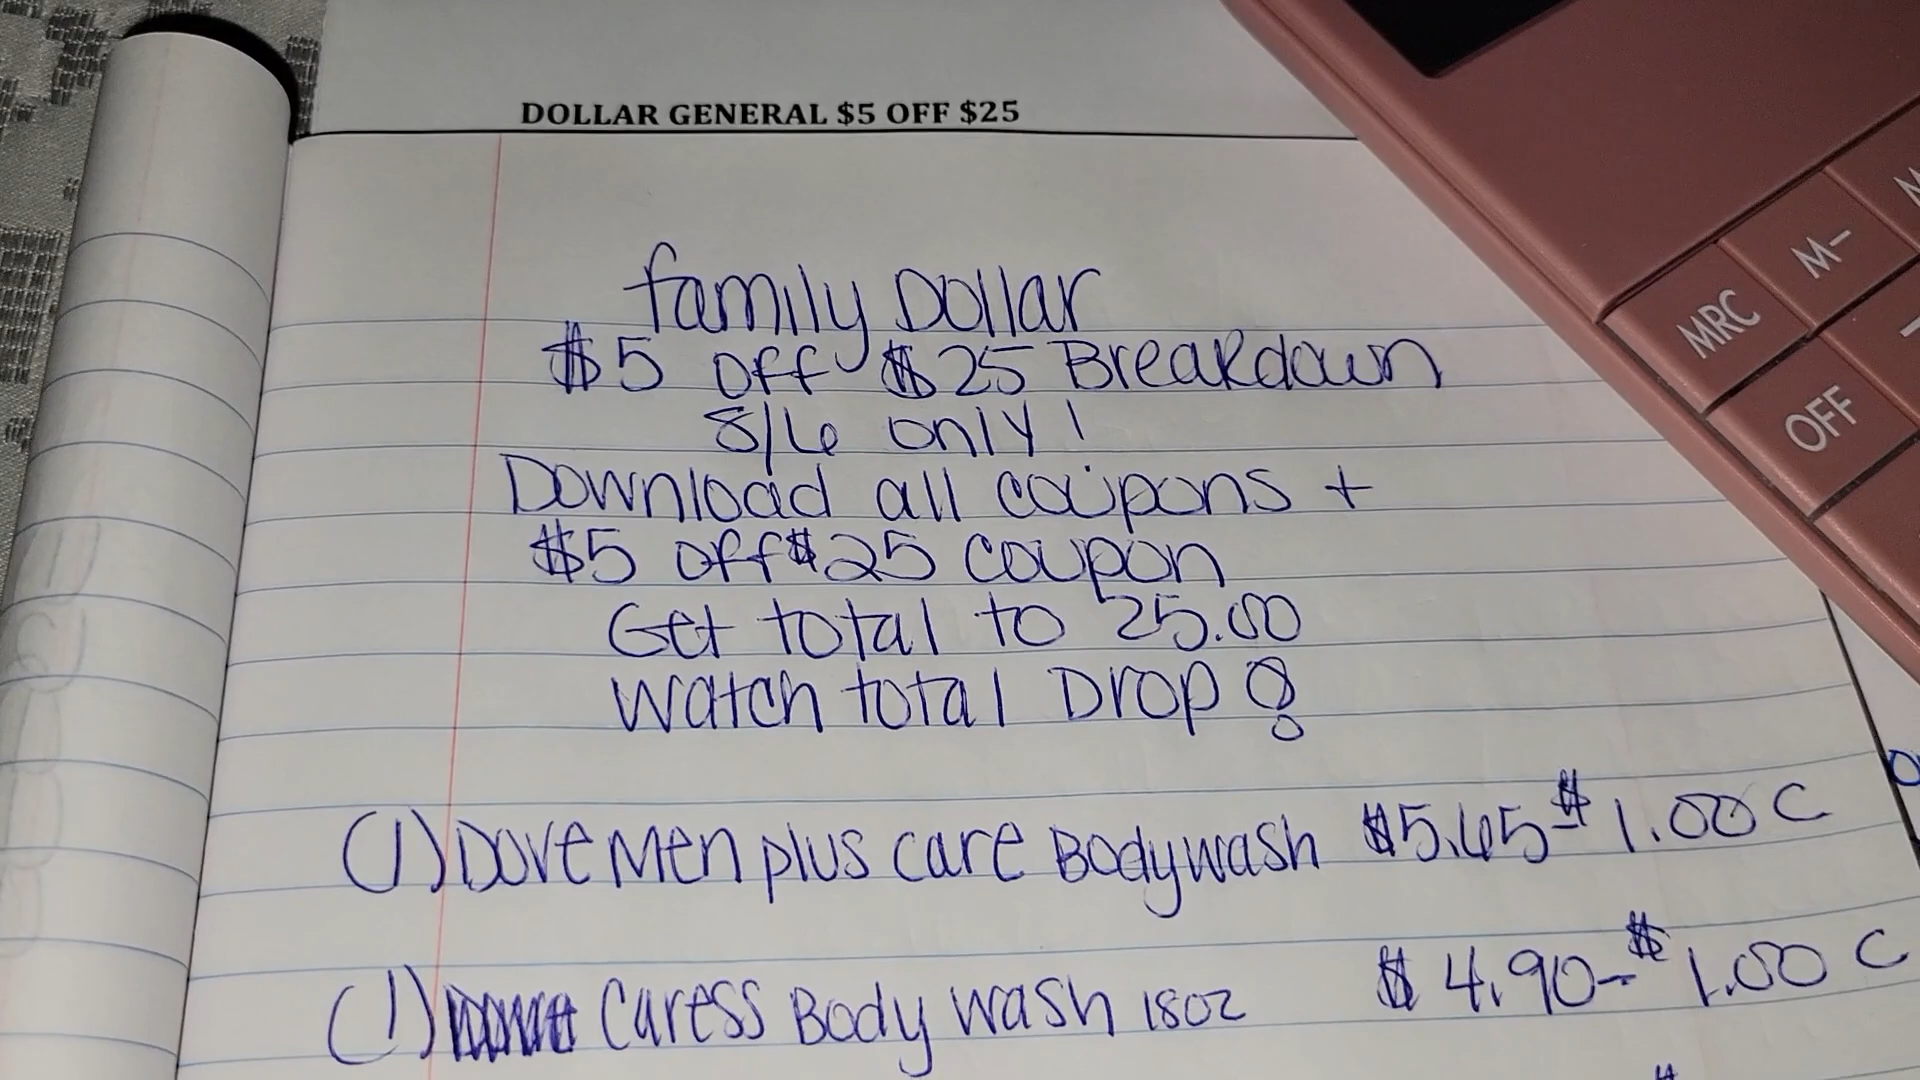 DOLLAR GENERAL $5 OFF $25
family Dollar
$5 OFF $25 Breakdown
8/6 only!
Download all coupons +
$5 off $25 coupon
Get total to 25.00
Watch total Drop!
(1) Dove Men plus Care Bodywash $5.65-$1.00 C
(1) Caress Body Wash 18oz $4.90-$1.00 C
M-
MRC
OFF